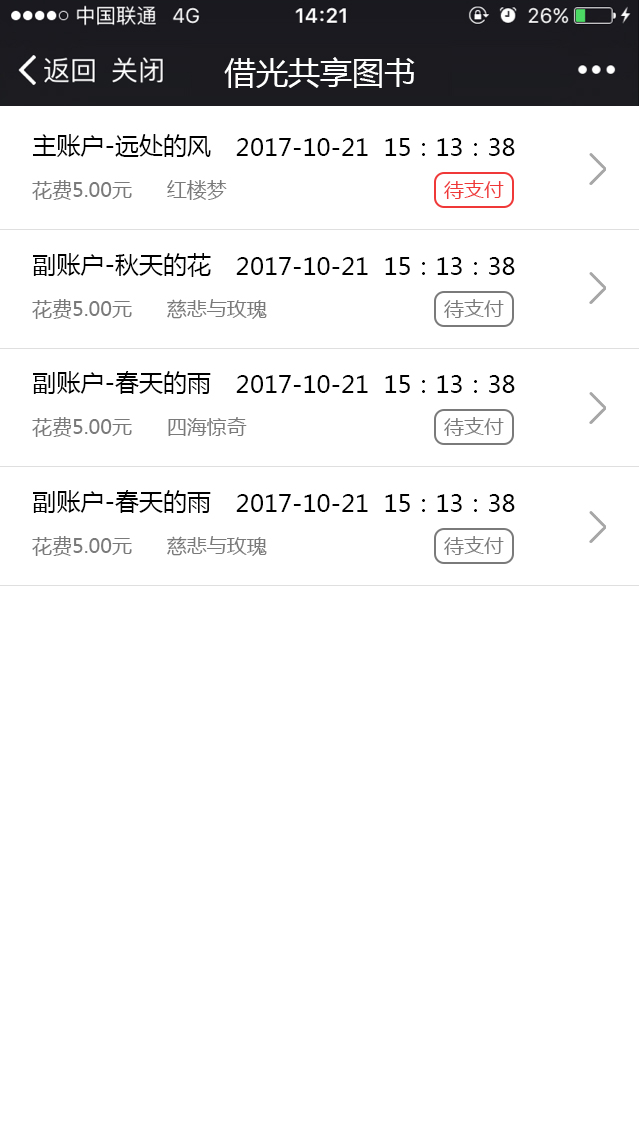 中国联通 4G 14:21 26%
返回 关闭 借光共享图书
主账户-远处的风 2017-10-21 15：13：38
花费5.00元 红楼梦 待支付
副账户-秋天的花 2017-10-21 15：13：38
花费5.00元 慈悲与玫瑰 待支付
副账户-春天的雨 2017-10-21 15：13：38
花费5.00元 四海惊奇 待支付
副账户-春天的雨 2017-10-21 15：13：38
花费5.00元 慈悲与玫瑰 待支付